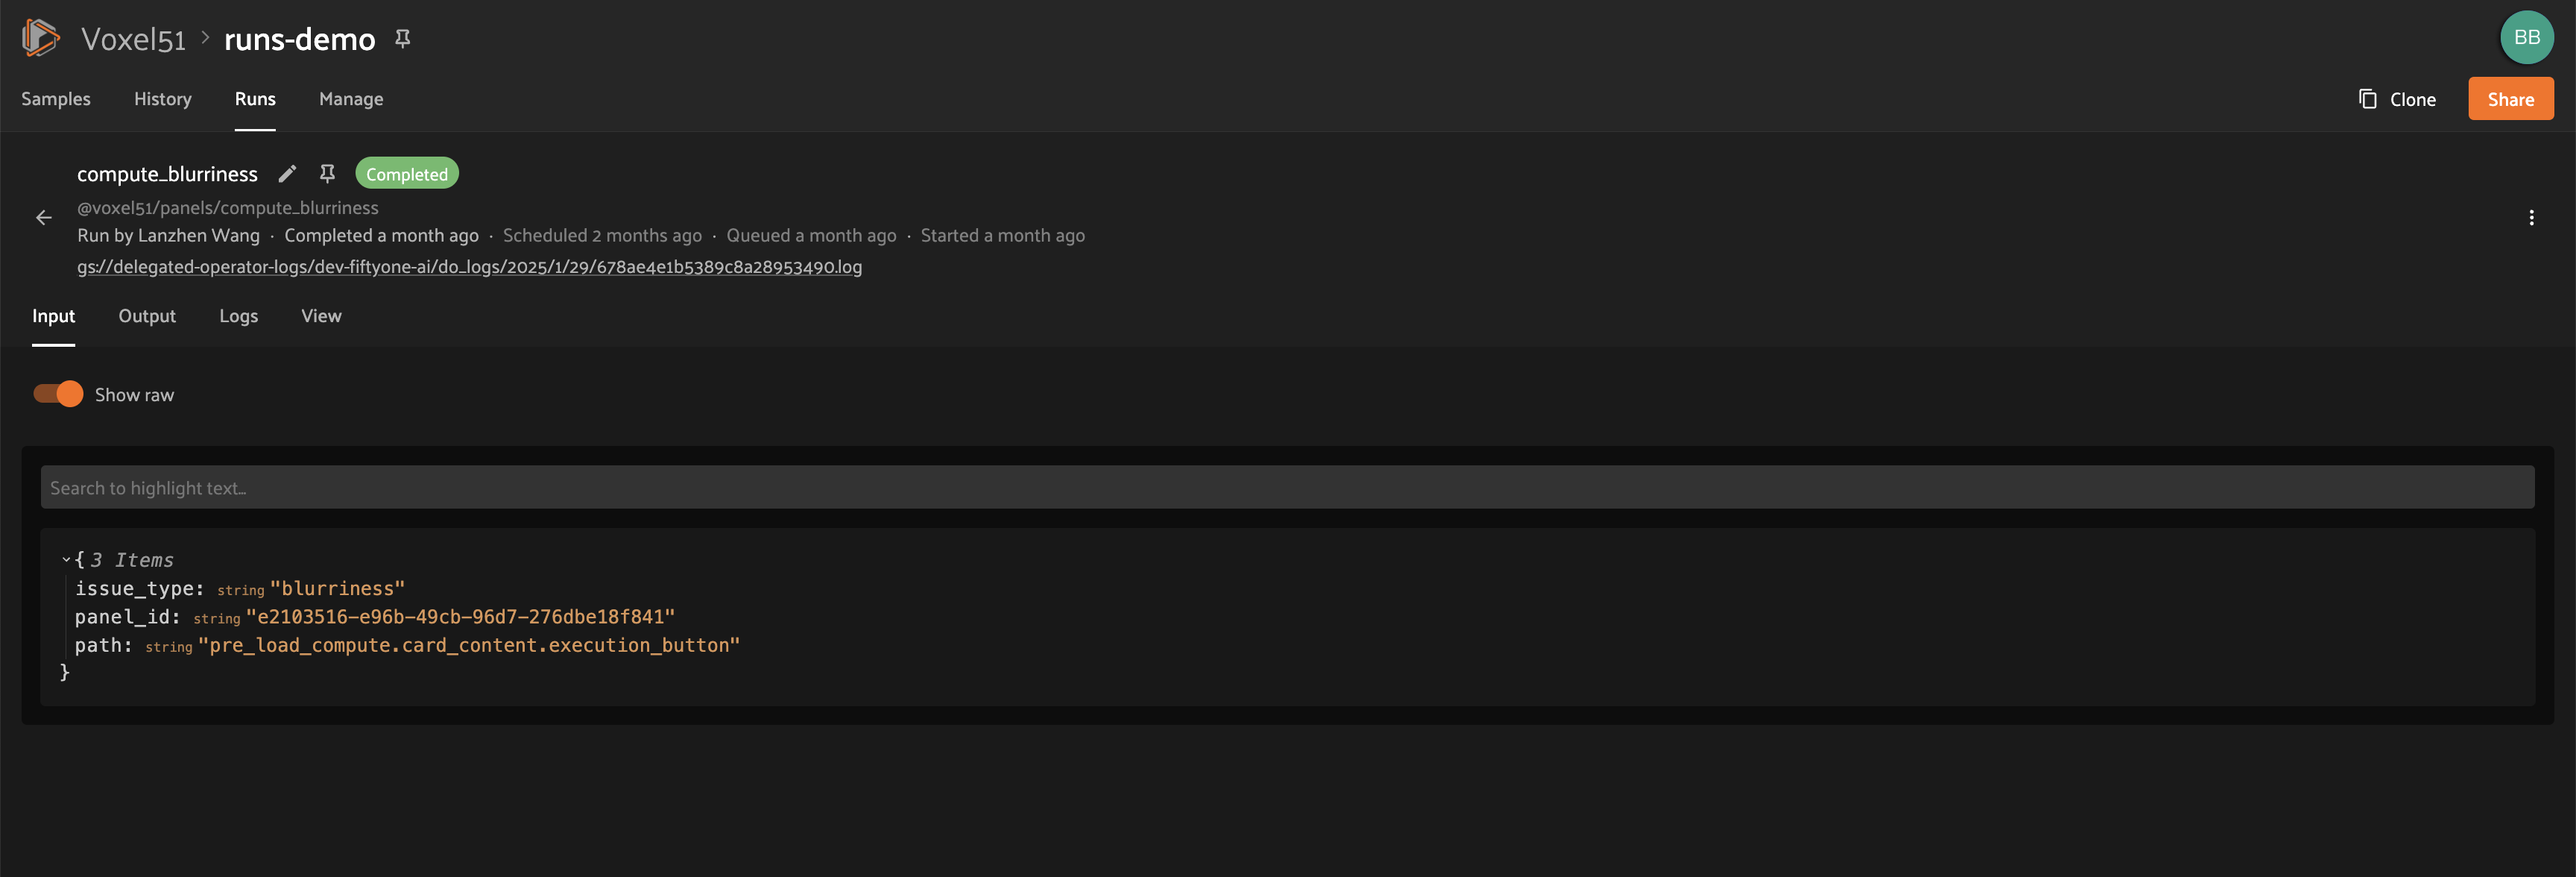 Voxel51 > runs-demo
BB
Samples History Runs Manage
Clone Share
compute_blurriness Completed
@voxel51/panels/compute_blurriness
Run by Lanzhen Wang · Completed a month ago · Scheduled 2 months ago · Queued a month ago · Started a month ago
gs://delegated-operator-logs/dev-fiftyone-ai/do_logs/2025/1/29/678ae4e1b5389c8a28953490.log
Input Output Logs View
Show raw
Search to highlight text...
{ 3 Items
issue_type: string "blurriness"
panel_id: string "e2103516-e96b-49cb-96d7-276dbe18f841"
path: string "pre_load_compute.card_content.execution_button"
}